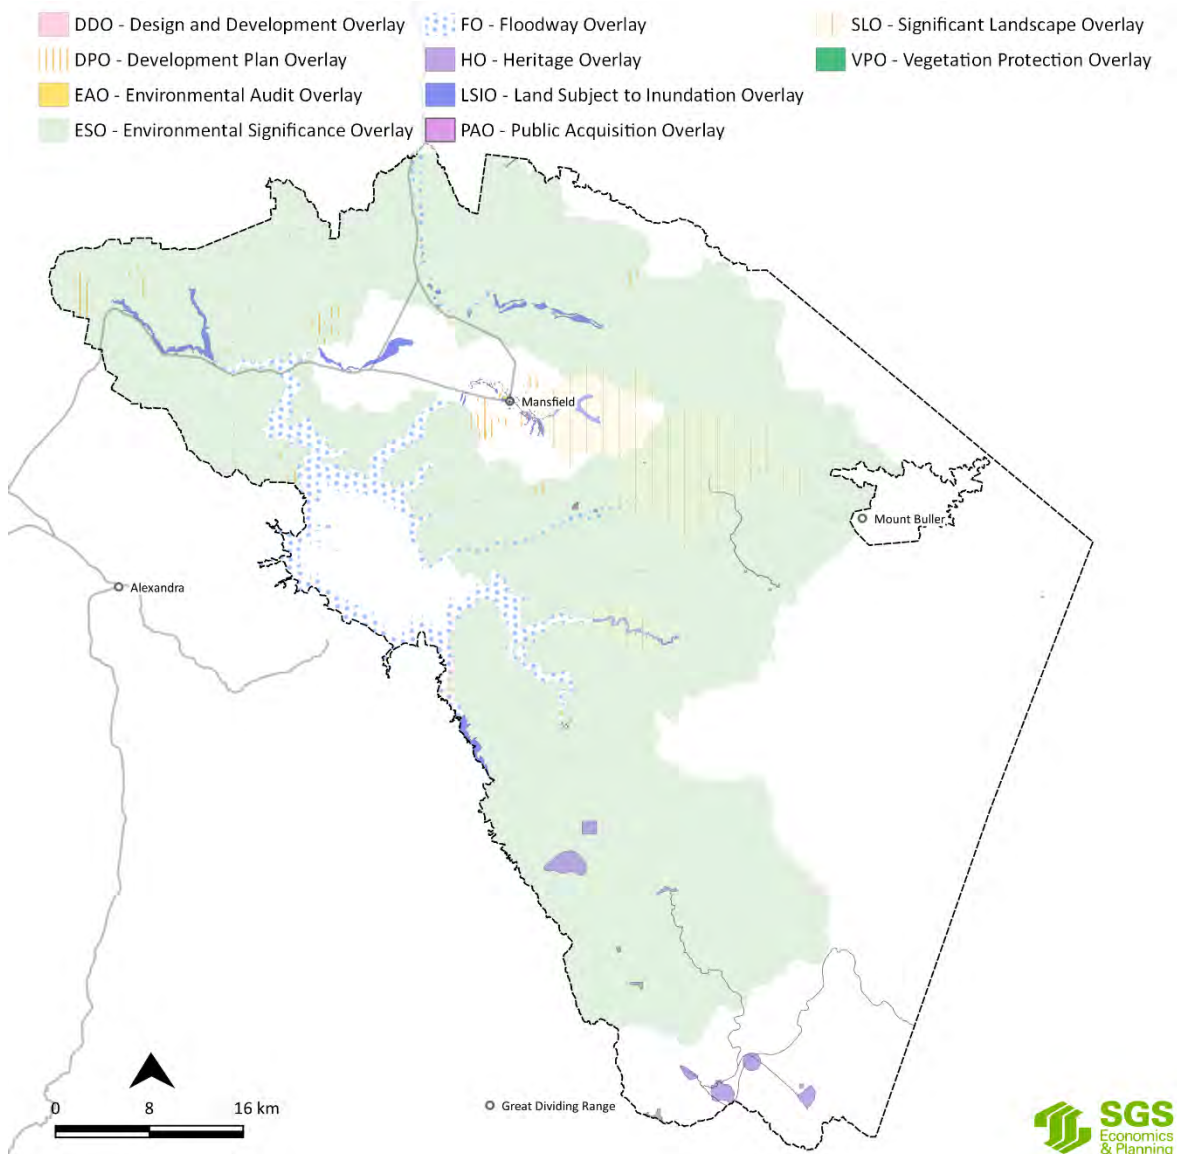 DDO - Design and Development Overlay
DPO - Development Plan Overlay
EAO - Environmental Audit Overlay
ESO - Environmental Significance Overlay
FO - Floodway Overlay
HO - Heritage Overlay
LSIO - Land Subject to Inundation Overlay
PAO - Public Acquisition Overlay
SLO - Significant Landscape Overlay
VPO - Vegetation Protection Overlay
Mansfield
Mount Buller
Alexandra
0 8 16 km
Great Dividing Range
SGS
Economics
& Planning